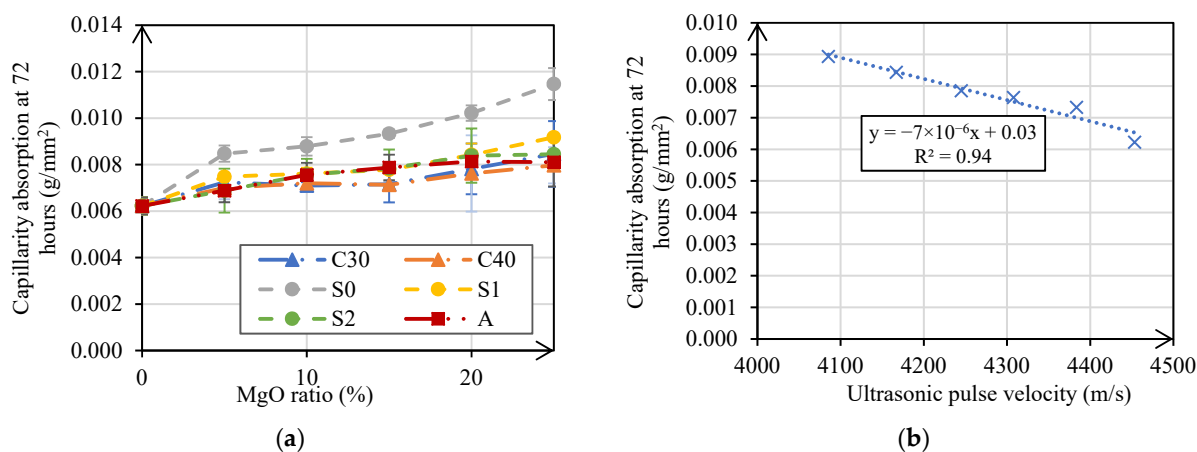 (a)
Capillarity absorption at 72
hours (g/mm²)
0.014
0.012
0.010
0.008
0.006
0.004
0.002
0.000
C30
C40
S0
S1
S2
A
0
10
20
MgO ratio (%)
(b)
Capillarity absorption at 72
hours (g/mm²)
0.010
0.009
0.008
0.007
0.006
0.005
0.004
0.003
0.002
0.001
0.000
y = −7×10⁻⁶x + 0.03
R² = 0.94
4000
4100
4200
4300
4400
4500
Ultrasonic pulse velocity (m/s)